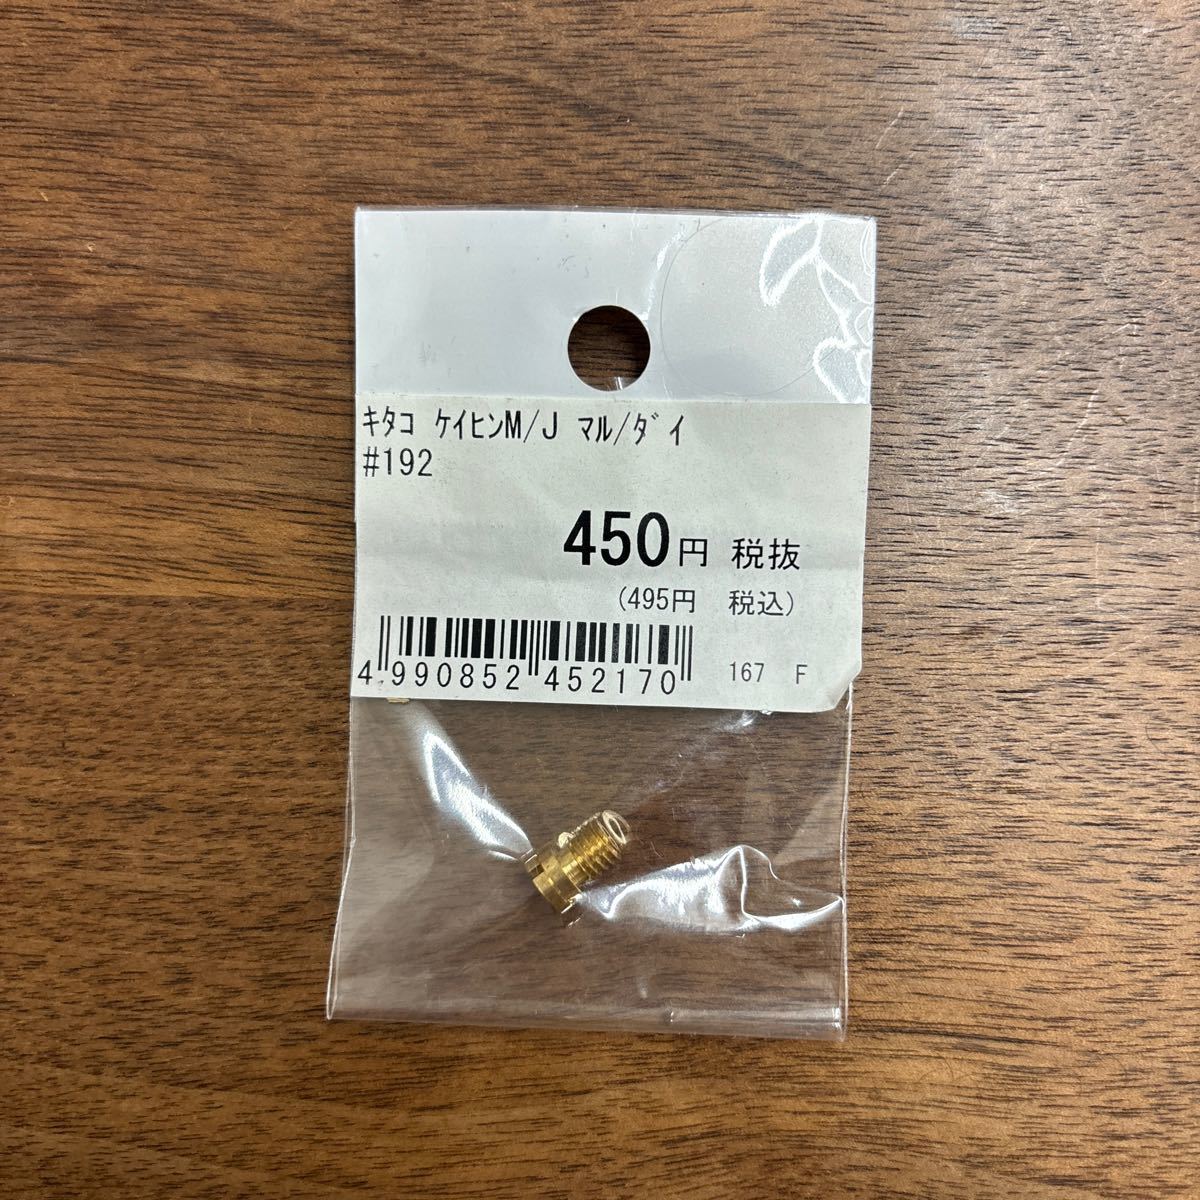 ｷﾀｺ ｹｲﾋﾝM/J ﾏﾙ/ﾀﾞｲ
#192
450円 税抜
(495円 税込)
4 990852 452170
167 F